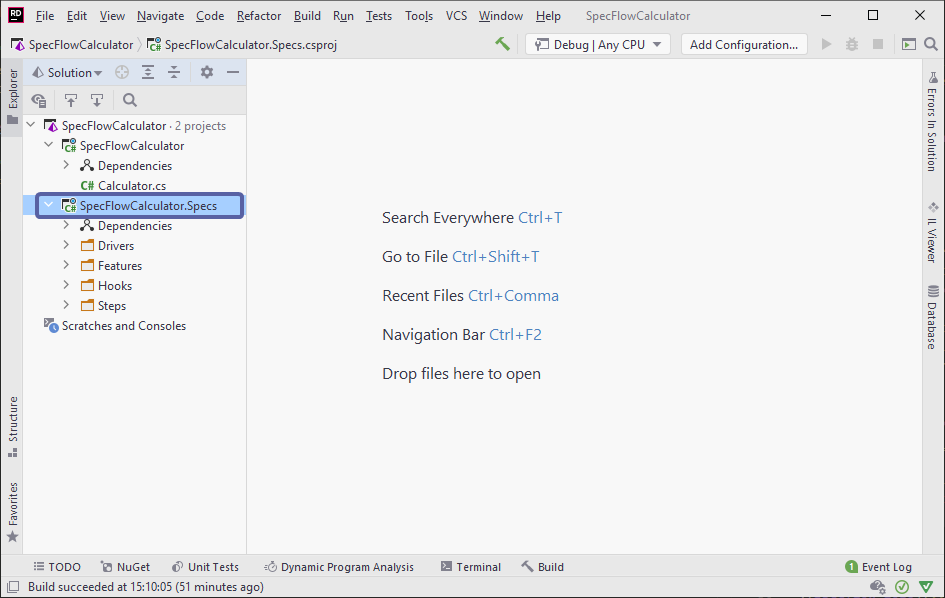 RD File Edit View Navigate Code Refactor Build Run Tests Tools VCS Window Help SpecFlowCalculator
SpecFlowCalculator SpecFlowCalculator.Specs.csproj Debug | Any CPU Add Configuration...
Explorer
Solution
SpecFlowCalculator · 2 projects
SpecFlowCalculator
Dependencies
C# Calculator.cs
SpecFlowCalculator.Specs
Dependencies
Drivers
Features
Hooks
Steps
Scratches and Consoles
Structure
Favorites
Search Everywhere Ctrl+T
Go to File Ctrl+Shift+T
Recent Files Ctrl+Comma
Navigation Bar Ctrl+F2
Drop files here to open
Errors In Solution
IL Viewer
Database
TODO NuGet Unit Tests Dynamic Program Analysis Terminal Build 1 Event Log
Build succeeded at 15:10:05 (51 minutes ago)